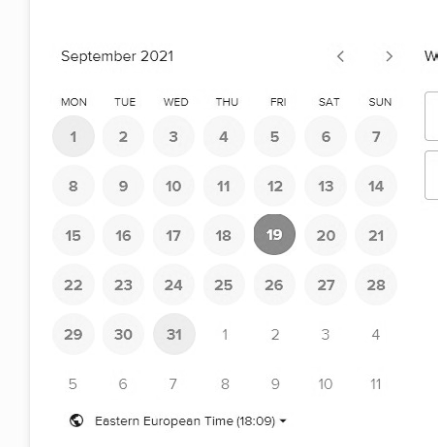 September 2021
MON TUE WED THU FRI SAT SUN
1 2 3 4 5 6 7
8 9 10 11 12 13 14
15 16 17 18 19 20 21
22 23 24 25 26 27 28
29 30 31 1 2 3 4
5 6 7 8 9 10 11
Eastern European Time (18:09)